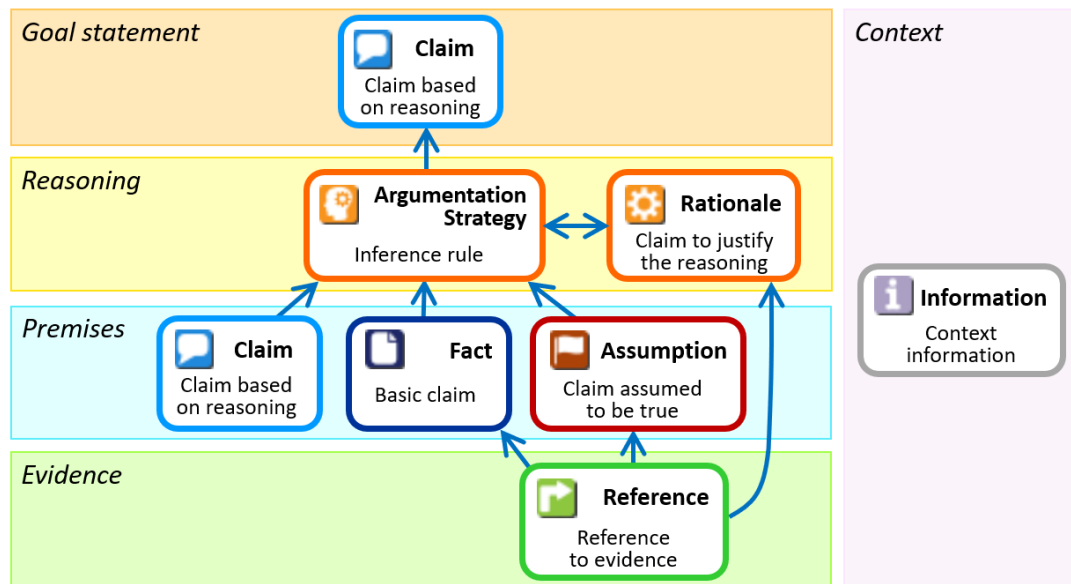 Goal statement
Claim
Claim based
on reasoning
Context
Reasoning
Argumentation
Strategy
Inference rule
Rationale
Claim to justify
the reasoning
Information
Context
information
Premises
Claim
Claim based
on reasoning
Fact
Basic claim
Assumption
Claim assumed
to be true
Evidence
Reference
Reference
to evidence